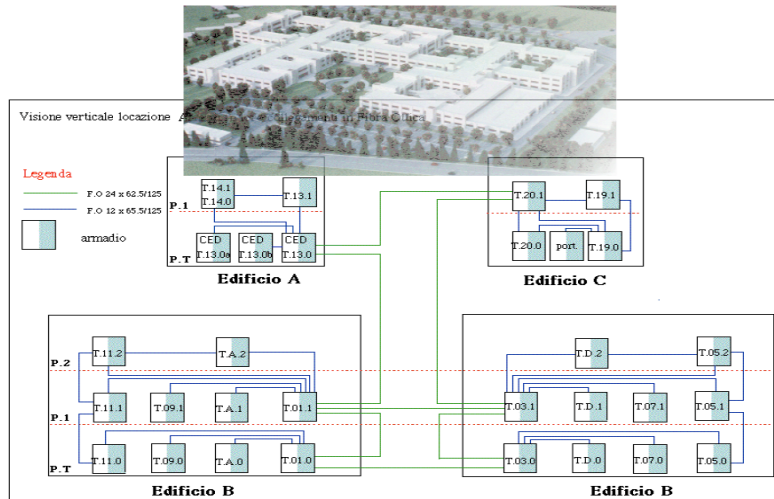 Visione verticale locazione A
in Fibra Ottica
Legenda
F.O 24 x 62.5/125
F.O 12 x 65.5/125
armadio
P.1
T.14.1
T.14.0
T.13.1
P.T
CED
T.13.0a
CED
T.13.0b
CED
T.13.0
Edificio A
T.20.1
T.19.1
T.20.0
port.
T.19.0
Edificio C
P.2
T.11.2
T.A.2
P.1
T.11.1
T.09.1
T.A.1
T.01.1
P.T
T.11.0
T.09.0
T.A.0
T.01.0
Edificio B
T.D.2
T.05.2
T.03.1
T.D.1
T.07.1
T.05.1
T.03.0
T.D.0
T.07.0
T.05.0
Edificio B